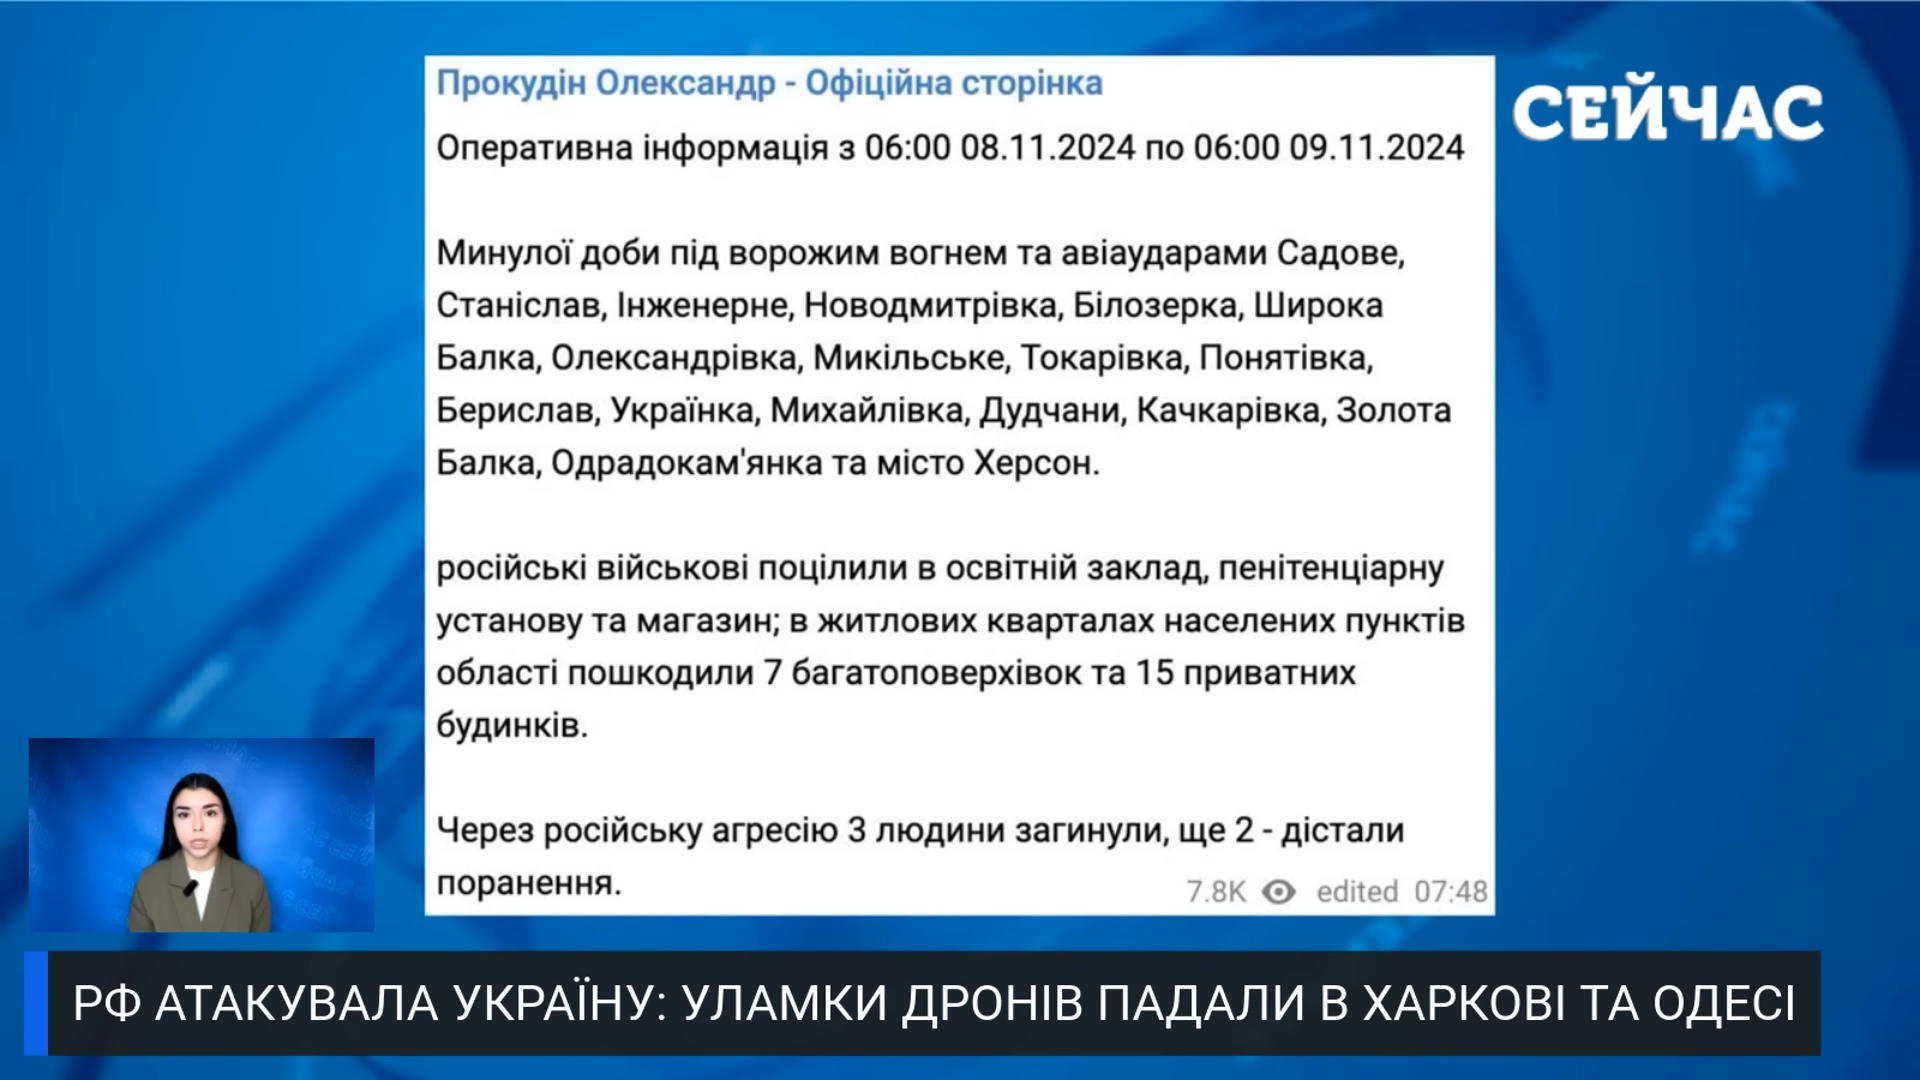 Прокудін Олександр - Офіційна сторінка
СЕЙЧАС
Оперативна інформація з 06:00 08.11.2024 по 06:00 09.11.2024
Минулої доби під ворожим вогнем та авіаударами Садове,
Станіслав, Інженерне, Новодмитрівка, Білозерка, Широка
Балка, Олександрівка, Микільське, Токарівка, Понятівка,
Берислав, Українка, Михайлівка, Дудчани, Качкарівка, Золота
Балка, Одрадокам'янка та місто Херсон.
російські військові поцілили в освітній заклад, пенітенціарну
установу та магазин; в житлових кварталах населених пунктів
області пошкодили 7 багатоповерхівок та 15 приватних
будинків.
Через російську агресію 3 людини загинули, ще 2 - дістали
поранення.
7.8K edited 07:48
РФ АТАКУВАЛА УКРАЇНУ: УЛАМКИ ДРОНІВ ПАДАЛИ В ХАРКОВІ ТА ОДЕСІ